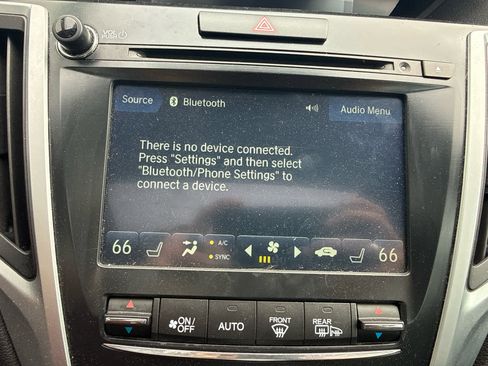 VOL
PUSH
Source
Bluetooth
Audio Menu
There is no device connected.
Press "Settings" and then select
"Bluetooth/Phone Settings" to
connect a device.
66
A/C
SYNC
66
ON/
OFF
AUTO
FRONT
REAR